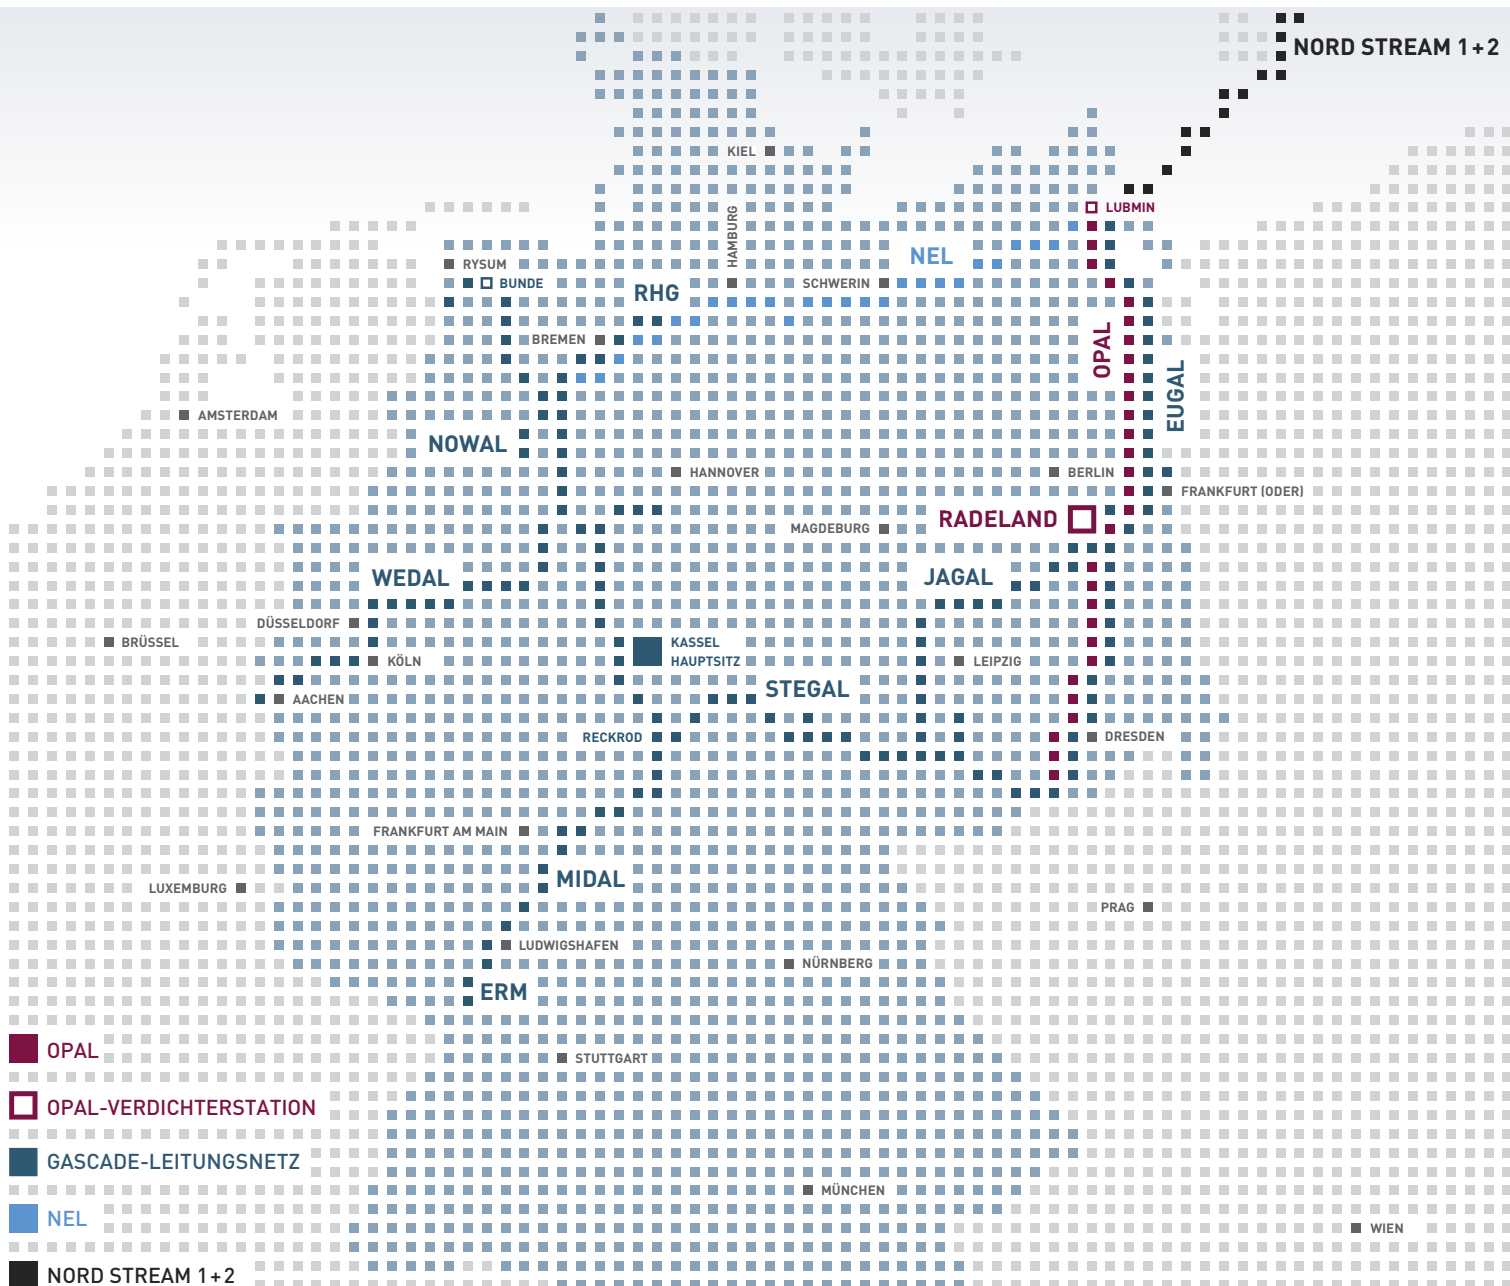 NORD STREAM 1+2
KIEL
LUBMIN
HAMBURG
NEL
RYSUM
BUNDE
SCHWERIN
RHG
BREMEN
OPAL
EUGAL
AMSTERDAM
NOWAL
HANNOVER
BERLIN
FRANKFURT (ODER)
RADELAND
MAGDEBURG
WEDAL
JAGAL
DÜSSELDORF
BRÜSSEL
KASSEL
HAUPTSITZ
KÖLN
LEIPZIG
STEGAL
AACHEN
RECKROD
DRESDEN
FRANKFURT AM MAIN
MIDAL
LUXEMBURG
PRAG
LUDWIGSHAFEN
NÜRNBERG
ERM
OPAL
STUTTGART
OPAL-VERDICHTERSTATION
GASCADE-LEITUNGSNETZ
MÜNCHEN
NEL
WIEN
NORD STREAM 1+2